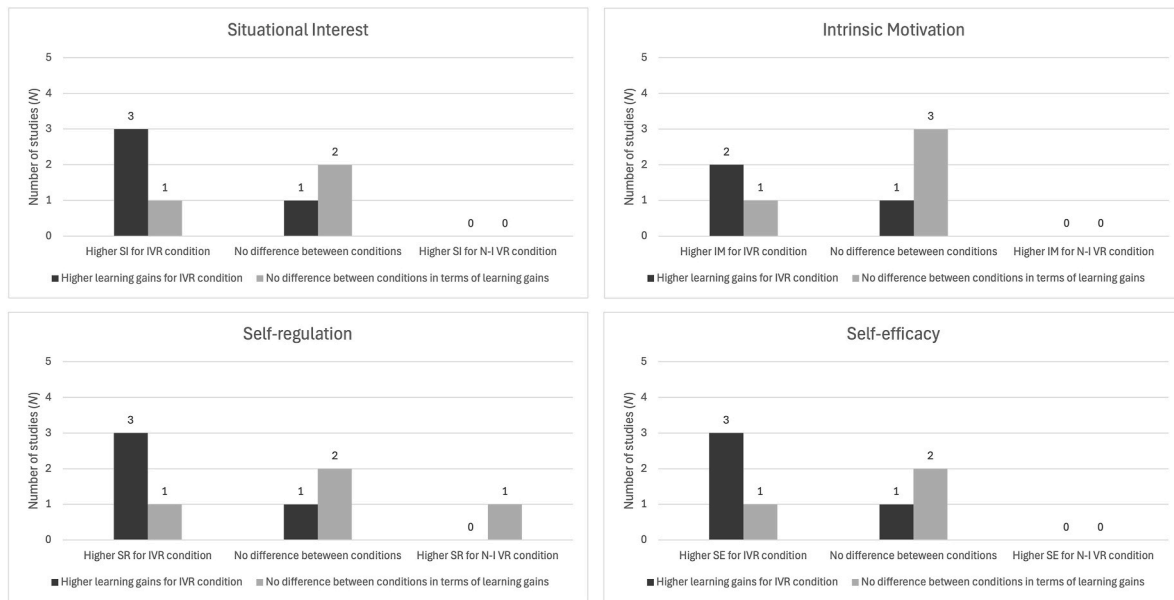 Situational Interest
Number of studies (N)
5
4
3
2
1
0
3
1
1
2
0
0
Higher SI for IVR condition
No difference between conditions
Higher SI for N-I VR condition
Higher learning gains for IVR condition
No difference between conditions in terms of learning gains
Intrinsic Motivation
Number of studies (N)
5
4
3
2
1
0
2
1
1
3
0
0
Higher IM for IVR condition
No difference between conditions
Higher IM for N-I VR condition
Higher learning gains for IVR condition
No difference between conditions in terms of learning gains
Self-regulation
Number of studies (N)
5
4
3
2
1
0
3
1
1
2
0
1
Higher SR for IVR condition
No difference between conditions
Higher SR for N-I VR condition
Higher learning gains for IVR condition
No difference between conditions in terms of learning gains
Self-efficacy
Number of studies (N)
5
4
3
2
1
0
3
1
1
2
0
0
Higher SE for IVR condition
No difference between conditions
Higher SE for N-I VR condition
Higher learning gains for IVR condition
No difference between conditions in terms of learning gains